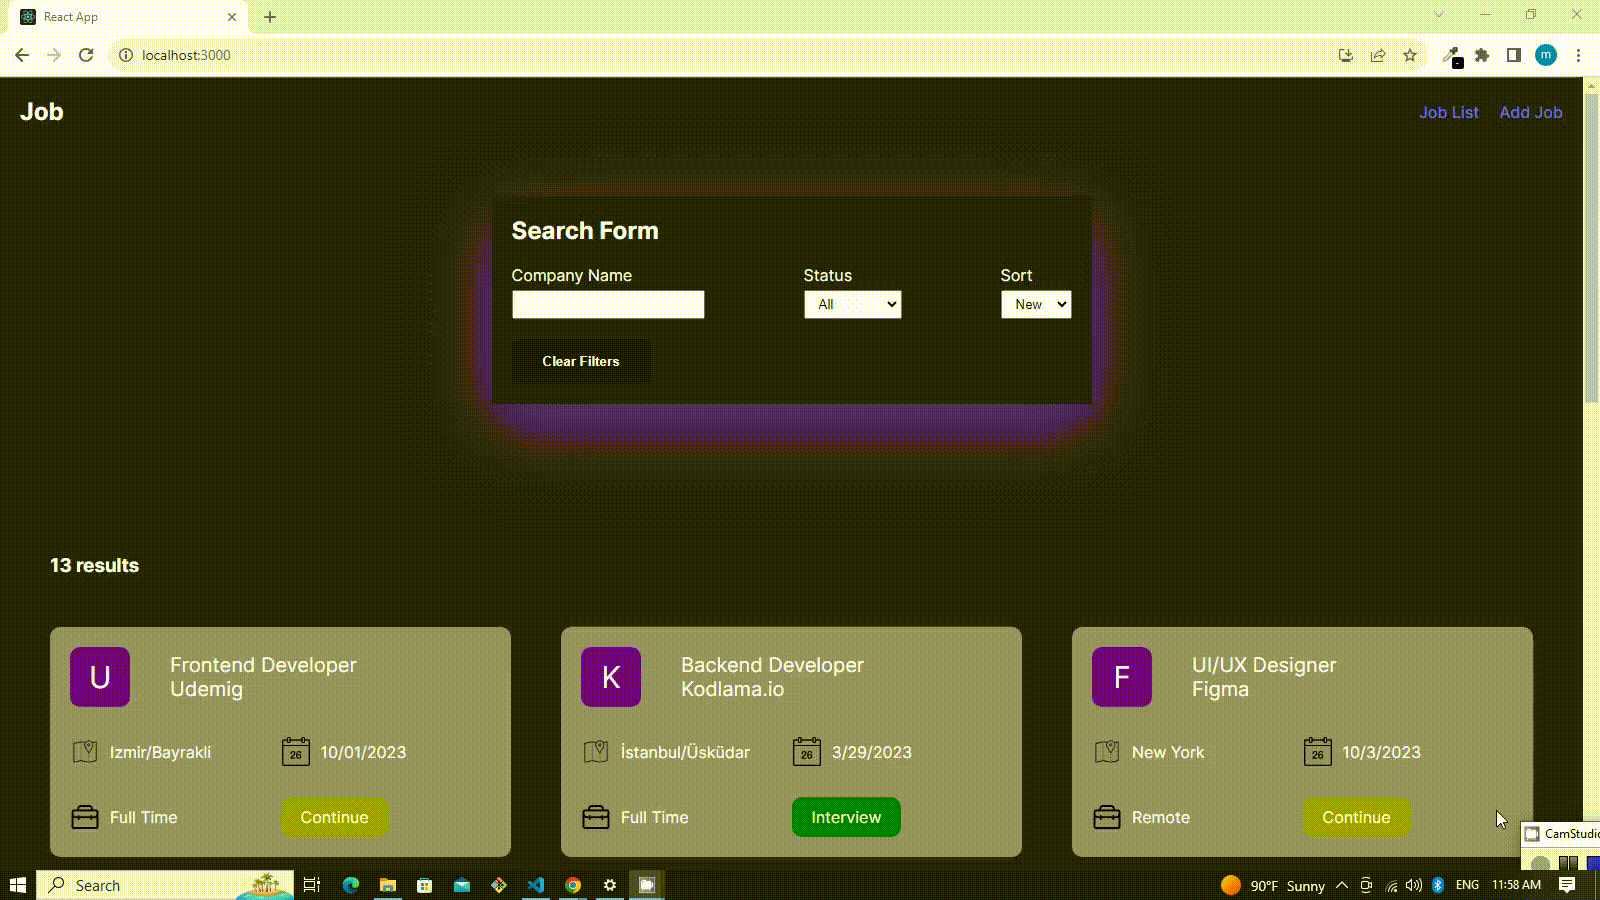 React App
localhost:3000
m
Job
Job List
Add Job
Search Form
Company Name
Status
Sort
All
New
Clear Filters
13 results
U
Frontend Developer
Udemig
Izmir/Bayrakli
26
10/01/2023
Full Time
Continue
K
Backend Developer
Kodlama.io
İstanbul/Üsküdar
26
3/29/2023
Full Time
Interview
F
UI/UX Designer
Figma
New York
26
10/3/2023
Remote
Continue
CamStudio
Search
90°F Sunny
ENG
11:58 AM